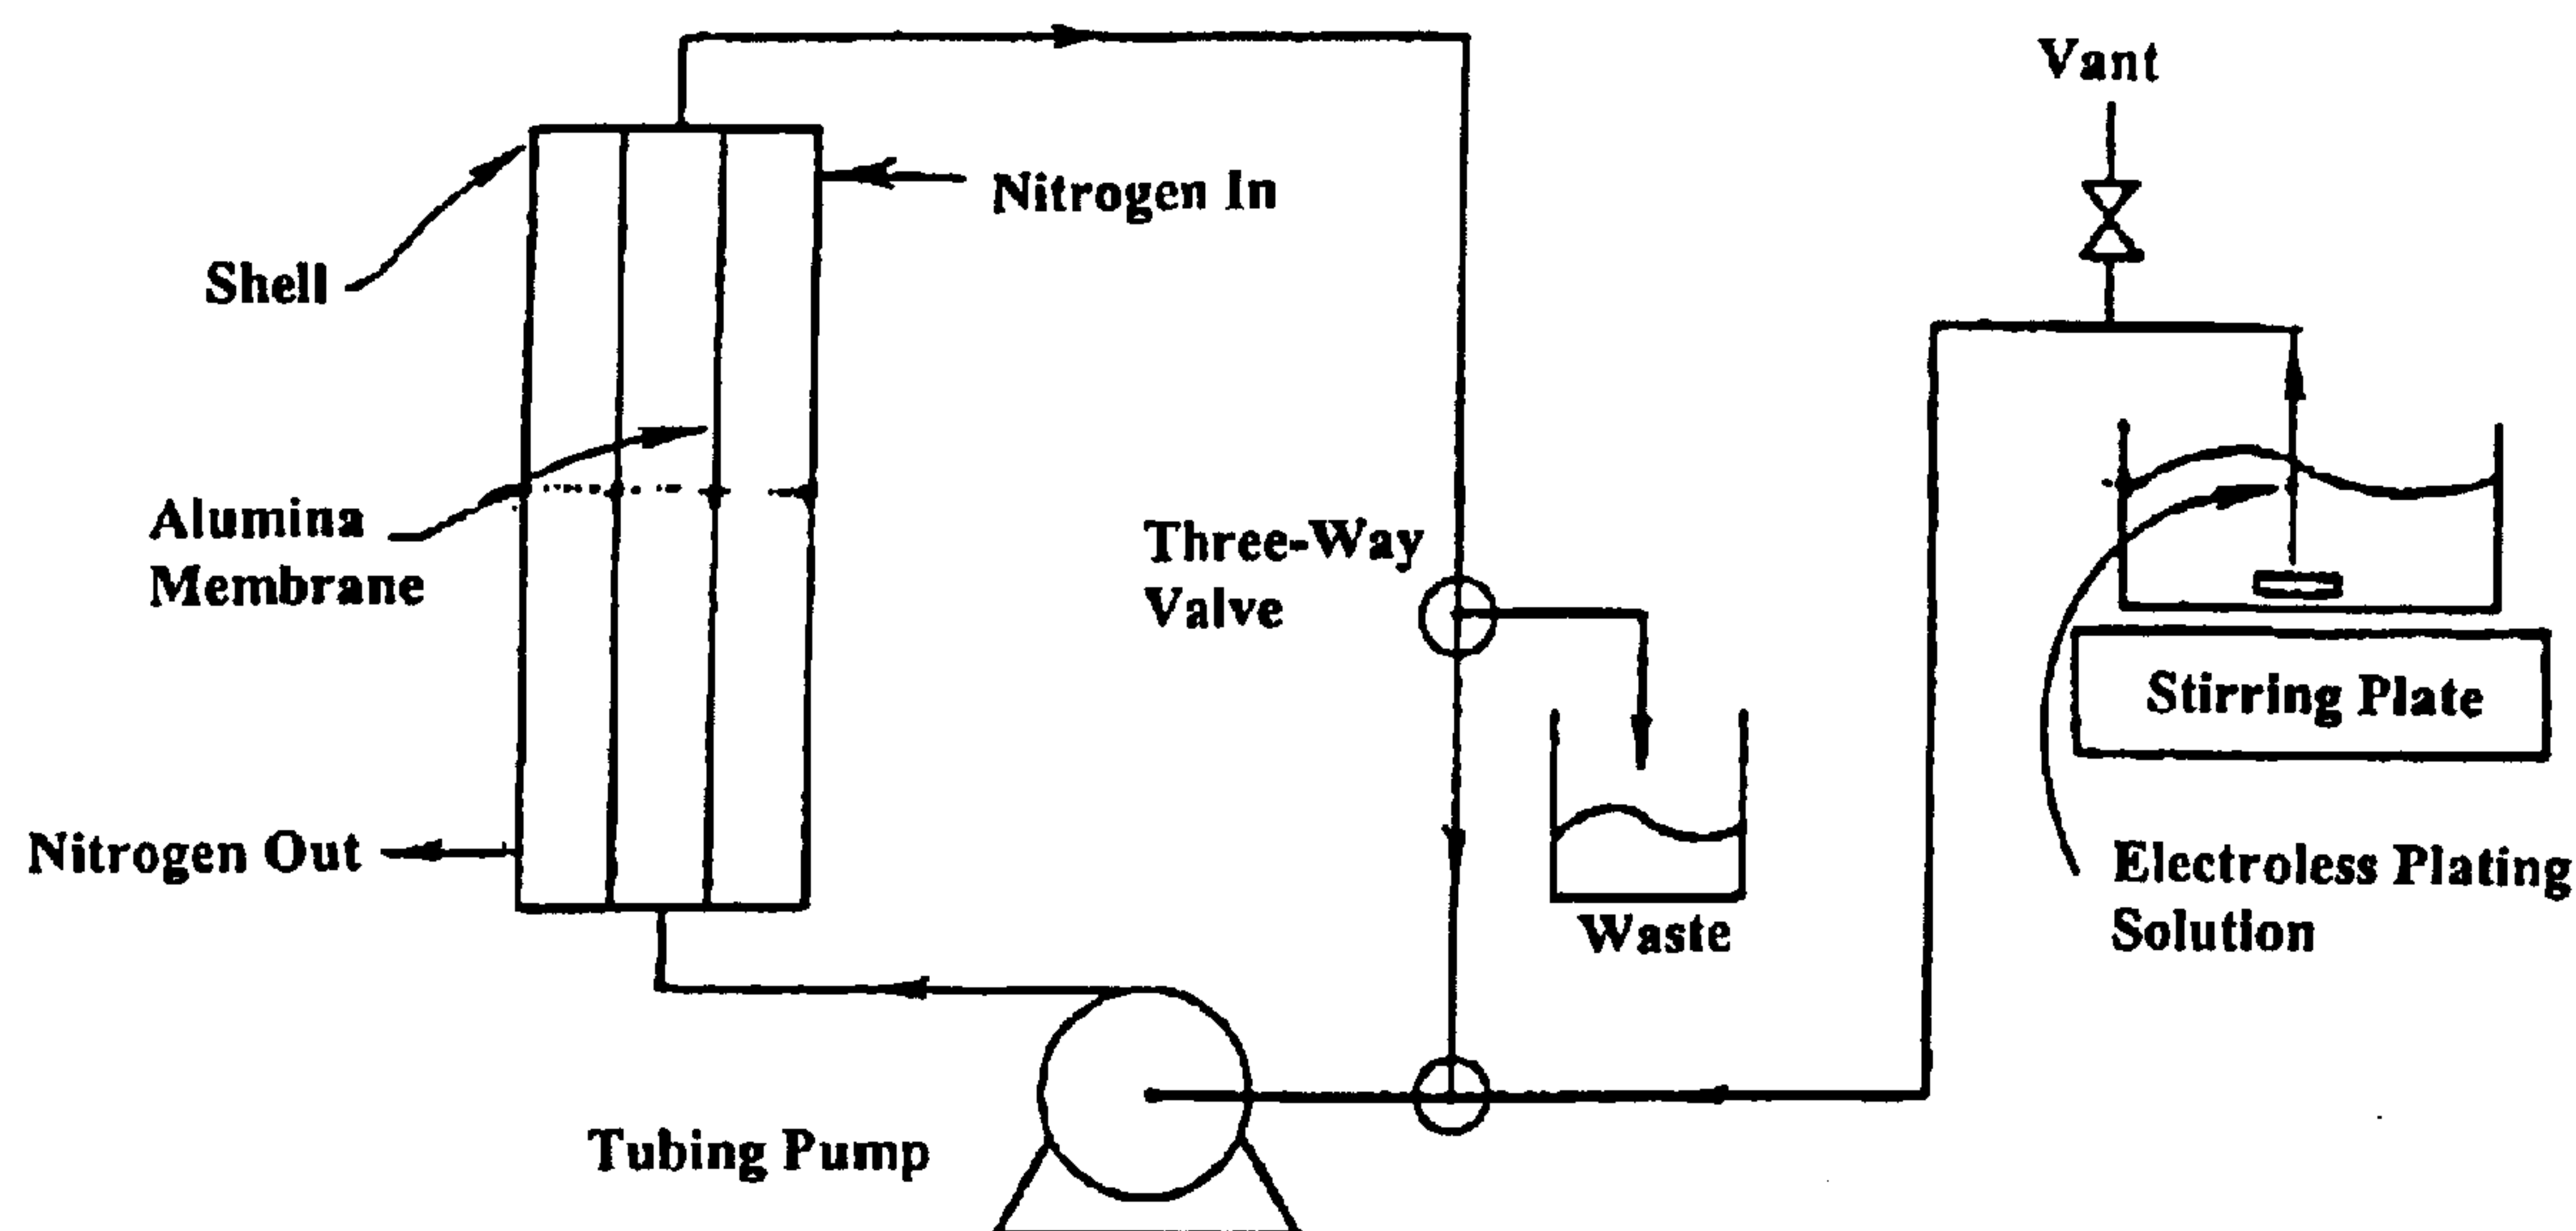 Vant
Nitrogen In
Shell
Alumina
Membrane
Three-Way
Valve
Stirring Plate
Nitrogen Out
Electroless Plating
Solution
Waste
Tubing Pump